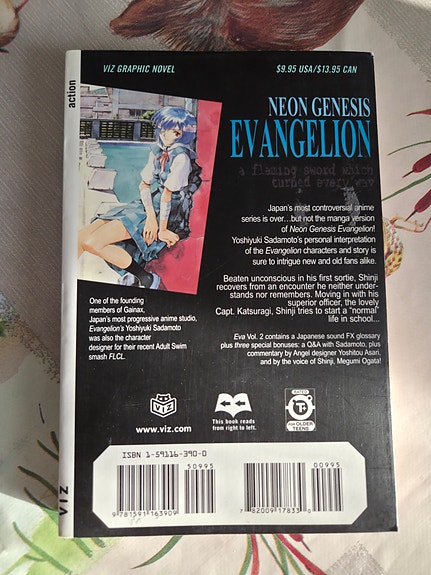 action
VIZ GRAPHIC NOVEL
$9.95 USA/$13.95 CAN
NEON GENESIS
EVANGELION
a flaming sword which
turned every way
Japan's most controversial anime
series is over...but not the manga version
of Neon Genesis Evangelion!
Yoshiyuki Sadamoto's personal interpretation
of the Evangelion characters and story is
sure to intrigue new and old fans alike.
Beaten unconscious in his first sortie, Shinji
recovers from an encounter he neither under-
stands nor remembers. Moving in with his
superior officer, the lovely
Capt. Katsuragi, Shinji tries to start a "normal"
life in school...
One of the founding
members of Gainax,
Japan's most progressive anime studio,
Evangelion's Yoshiyuki Sadamoto
was also the character
designer for their recent Adult Swim
smash FLCL.
Eva Vol. 2 contains a Japanese sound FX glossary
plus three special bonuses: a Q&A with Sadamoto, plus
commentary by Angel designer Yoshitou Asari,
and by the voice of Shinji, Megumi Ogata!
VIZ
www.viz.com
This book reads
from right to left.
RATED
T+
FOR OLDER
TEENS
ISBN 1-59116-390-0
50995
00995
9 781591 163909
7 82009 17833 0
viz